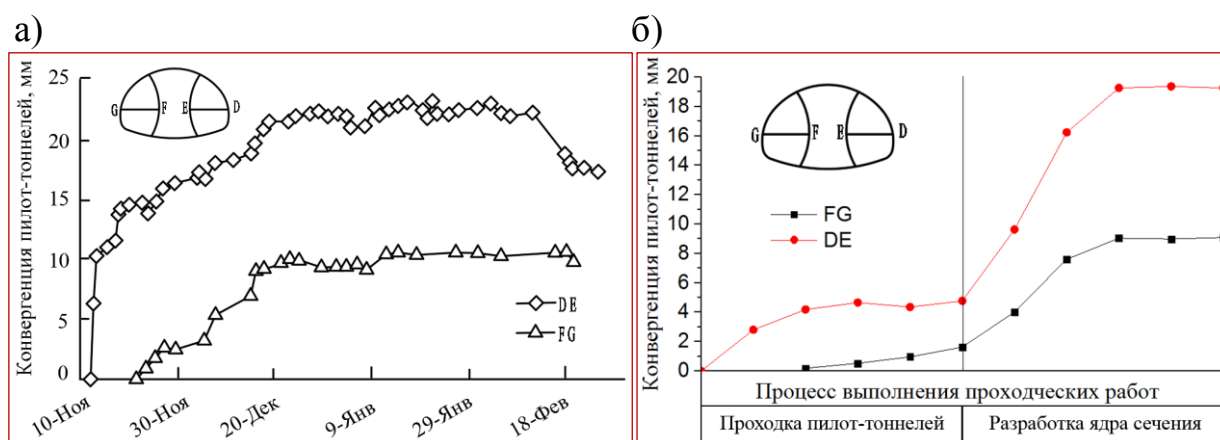 а)
Конвергенция пилот-тоннелей, мм
25
20
15
10
5
0
G F E D
DE
FG
10-Ноя
30-Ноя
20-Дек
9-Янв
29-Янв
18-Фев
б)
Конвергенция пилот-тоннелей, мм
20
18
16
14
12
10
8
6
4
2
0
G F E D
FG
DE
Процесс выполнения проходческих работ
Проходка пилот-тоннелей
Разработка ядра сечения